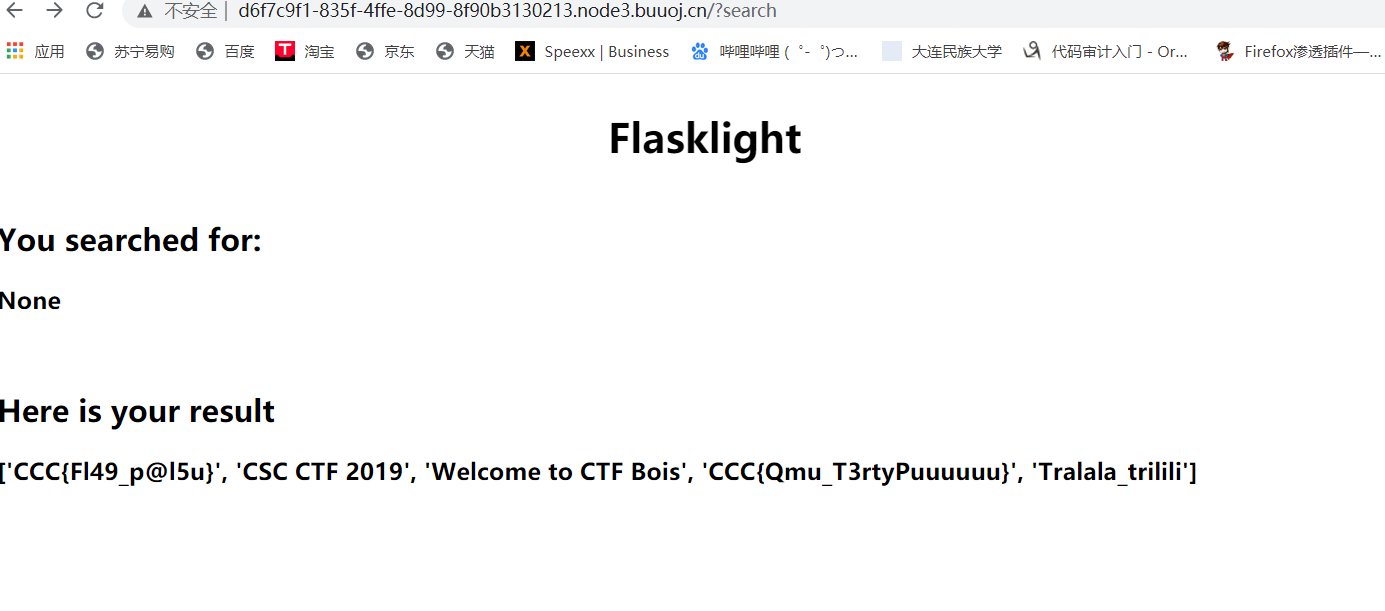 不安全 | d6f7c9f1-835f-4ffe-8d99-8f90b3130213.node3.buuoj.cn/?search
应用 苏宁易购 百度 淘宝 京东 天猫 Speexx | Business 哔哩哔哩 (゜-゜)つ... 大连民族大学 代码审计入门 - Or... Firefox渗透插件—...
Flasklight
You searched for:
None
Here is your result
['CCC{Fl49_p@l5u}', 'CSC CTF 2019', 'Welcome to CTF Bois', 'CCC{Qmu_T3rtyPuuuuuu}', 'Tralala_trilili']